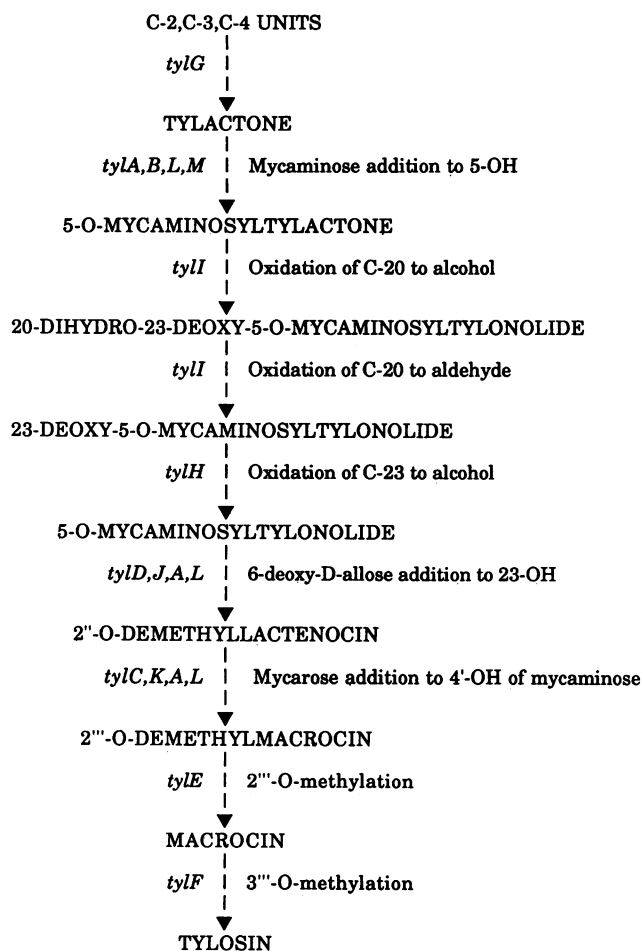 C-2,C-3,C-4 UNITS
tylG
TYLACTONE
tylA,B,L,M Mycaminose addition to 5-OH
5-O-MYCAMINOSYLTYLACTONE
tylI Oxidation of C-20 to alcohol
20-DIHYDRO-23-DEOXY-5-O-MYCAMINOSYLTYLONOLIDE
tylI Oxidation of C-20 to aldehyde
23-DEOXY-5-O-MYCAMINOSYLTYLONOLIDE
tylH Oxidation of C-23 to alcohol
5-O-MYCAMINOSYLTYLONOLIDE
tylD,J,A,L 6-deoxy-D-allose addition to 23-OH
2"-O-DEMETHYLLACTENOCIN
tylC,K,A,L Mycarose addition to 4'-OH of mycaminose
2'''-O-DEMETHYLMACROCIN
tylE 2'''-O-methylation
MACROCIN
tylF 3'''-O-methylation
TYLOSIN